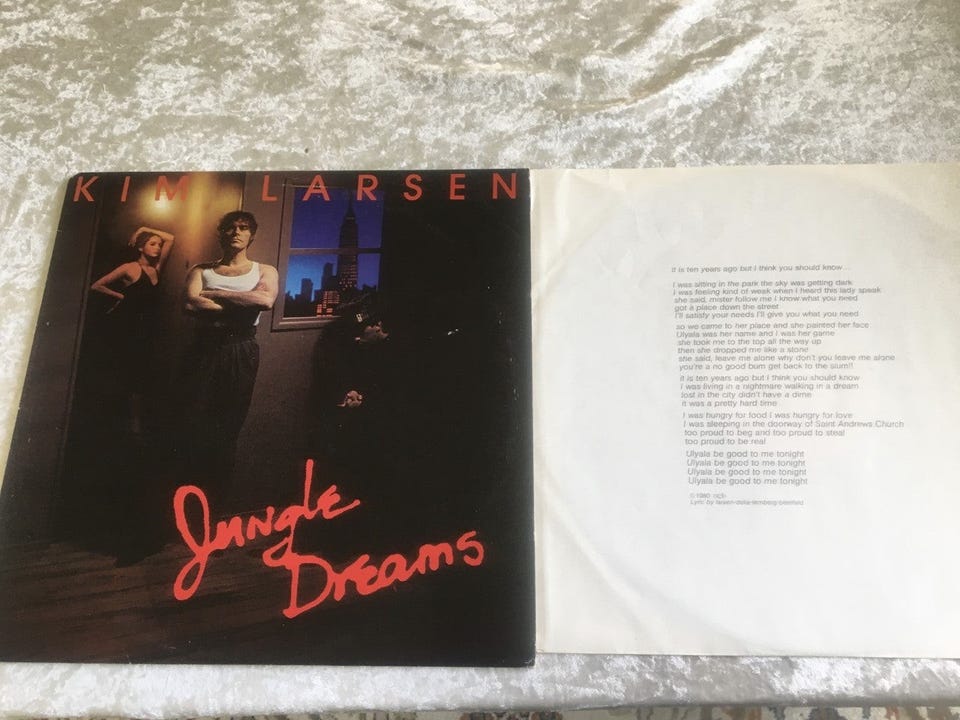 KIM LARSEN
Jungle
Dreams
it is ten years ago but I think you should know...
I was sitting in the park the sky was getting dark
I was feeling kind of weak when I heard this lady speak
she said, mister follow me I know what you need
got a place down the street
I'll satisfy your needs I'll give you what you need
so we came to her place and she painted her face
Ulyala was her name and I was her game
she took me to the top all the way up
then she dropped me like a stone
she said, leave me alone why don't you leave me alone
you're a no good bum get back to the slum!!
it is ten years ago but I think you should know
I was living in a nightmare walking in a dream
lost in the city didn't have a dime
it was a pretty hard time
I was hungry for food I was hungry for love
I was sleeping in the doorway of Saint Andrews Church
too proud to beg and too proud to steal
too proud to be real
Ulyala be good to me tonight
Ulyala be good to me tonight
Ulyala be good to me tonight
Ulyala be good to me tonight
© 1980
Lyric by larsen